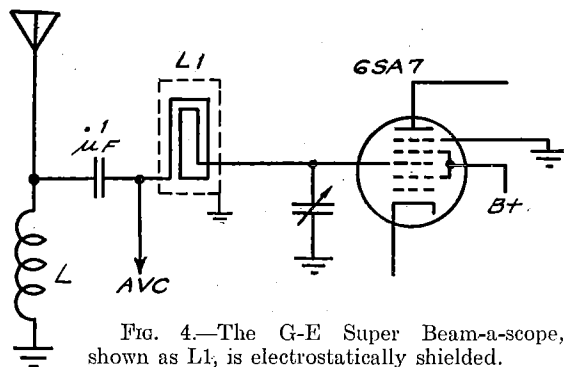 L1
6SA7
.1
μF
B+
L
AVC
FIG. 4.—The G-E Super Beam-a-scope,
shown as L1, is electrostatically shielded.